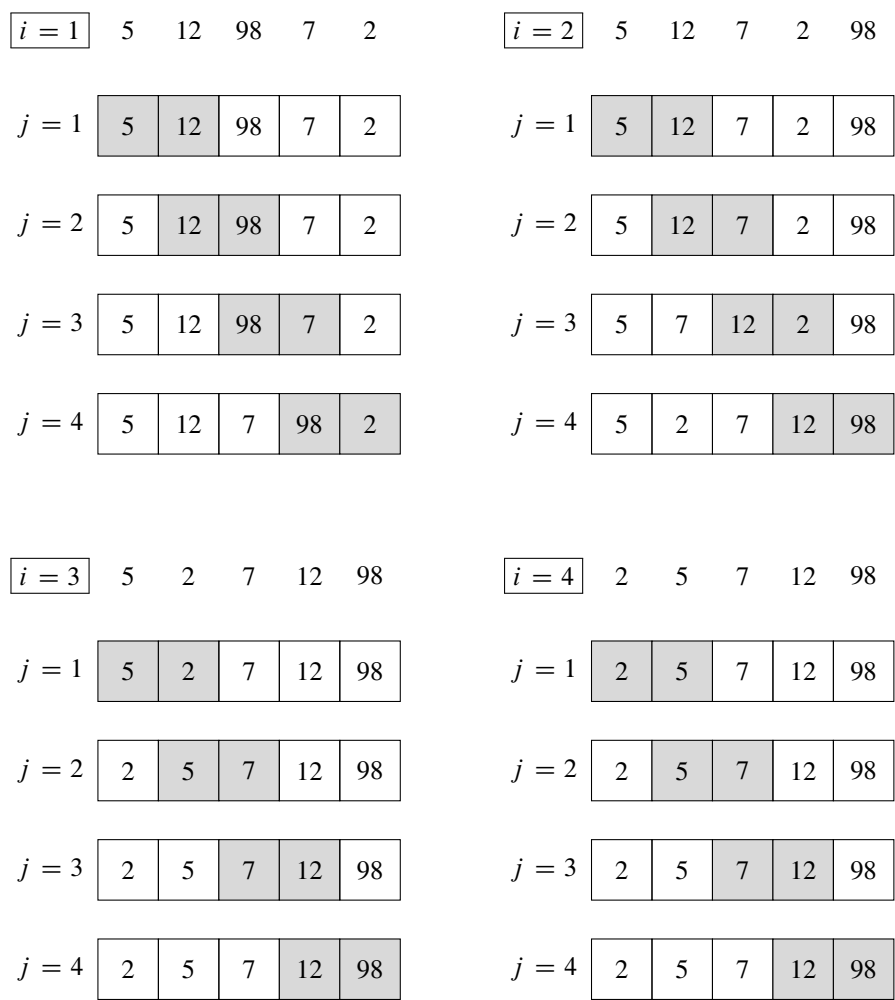 i = 1 5 12 98 7 2
j = 1 5 12 98 7 2
j = 2 5 12 98 7 2
j = 3 5 12 98 7 2
j = 4 5 12 7 98 2
i = 2 5 12 7 2 98
j = 1 5 12 7 2 98
j = 2 5 12 7 2 98
j = 3 5 7 12 2 98
j = 4 5 2 7 12 98
i = 3 5 2 7 12 98
j = 1 5 2 7 12 98
j = 2 2 5 7 12 98
j = 3 2 5 7 12 98
j = 4 2 5 7 12 98
i = 4 2 5 7 12 98
j = 1 2 5 7 12 98
j = 2 2 5 7 12 98
j = 3 2 5 7 12 98
j = 4 2 5 7 12 98